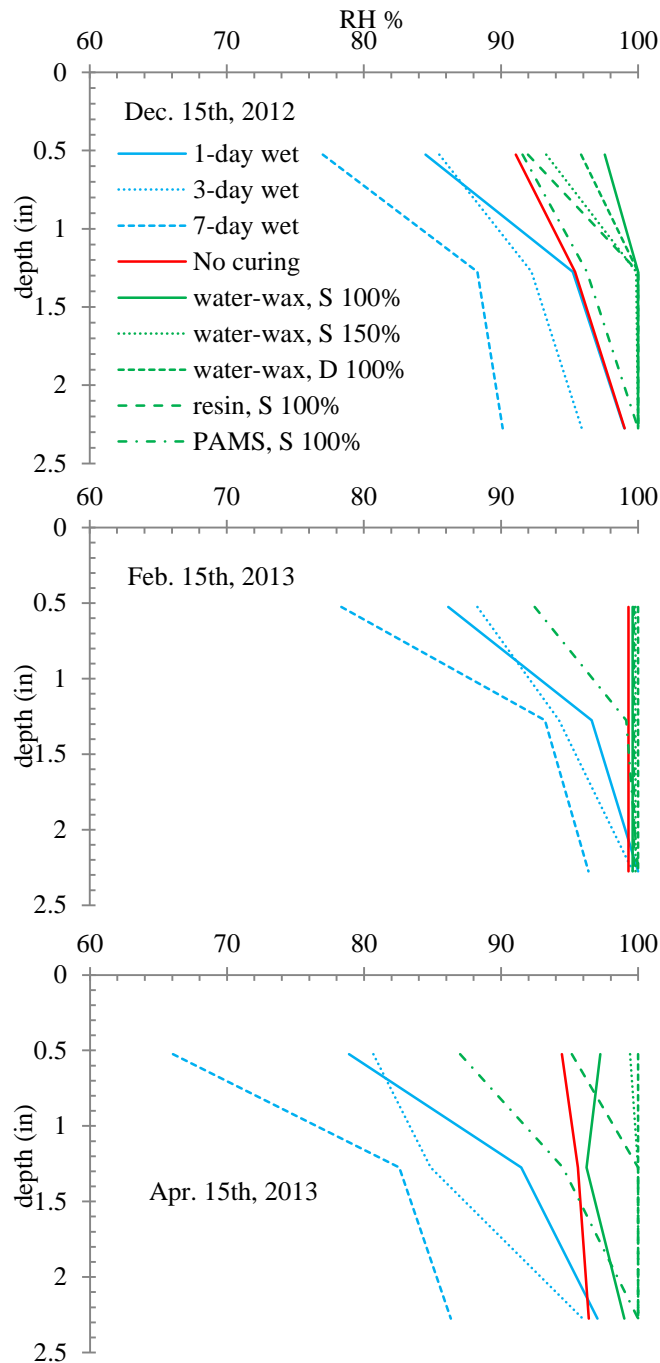 RH %
60 70 80 90 100
0
0.5
1
1.5
2
2.5
depth (in)
Dec. 15th, 2012
1-day wet
3-day wet
7-day wet
No curing
water-wax, S 100%
water-wax, S 150%
water-wax, D 100%
resin, S 100%
PAMS, S 100%
60 70 80 90 100
0
0.5
1
1.5
2
2.5
depth (in)
Feb. 15th, 2013
60 70 80 90 100
0
0.5
1
1.5
2
2.5
depth (in)
Apr. 15th, 2013